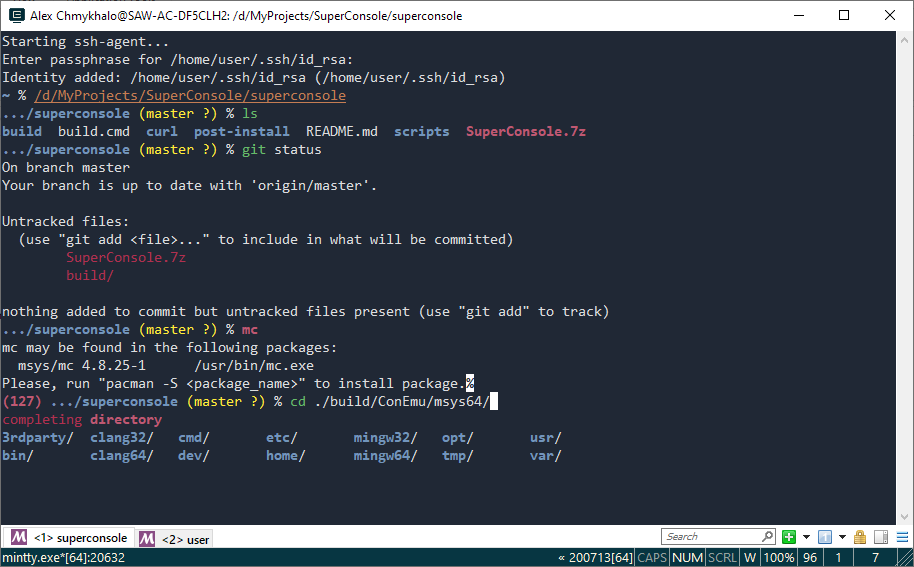 Alex Chmykhalo@SAW-AC-DF5CLH2: /d/MyProjects/SuperConsole/superconsole
Starting ssh-agent...
Enter passphrase for /home/user/.ssh/id_rsa:
Identity added: /home/user/.ssh/id_rsa (/home/user/.ssh/id_rsa)
~ % /d/MyProjects/SuperConsole/superconsole
.../superconsole (master ?) % ls
build  build.cmd  curl  post-install  README.md  scripts  SuperConsole.7z
.../superconsole (master ?) % git status
On branch master
Your branch is up to date with 'origin/master'.
Untracked files:
  (use "git add <file>..." to include in what will be committed)
        SuperConsole.7z
        build/
nothing added to commit but untracked files present (use "git add" to track)
.../superconsole (master ?) % mc
mc may be found in the following packages:
  msys/mc 4.8.25-1      /usr/bin/mc.exe
Please, run "pacman -S <package_name>" to install package.%
(127) .../superconsole (master ?) % cd ./build/ConEmu/msys64/
completing directory
3rdparty/  clang32/   cmd/       etc/       mingw32/   opt/       usr/
bin/       clang64/   dev/       home/      mingw64/   tmp/       var/
<1> superconsole  <2> user  Search
mintty.exe*[64]:20632  « 200713[64]  CAPS  NUM  SCRL  W  100%  96  1  7